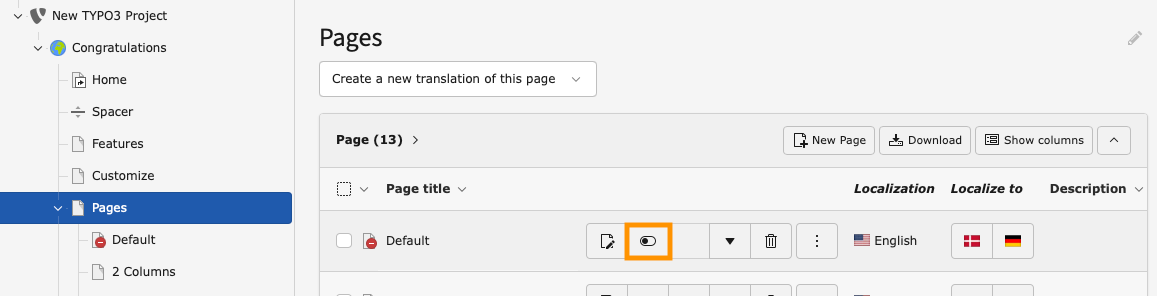 New TYPO3 Project
Congratulations
Home
Spacer
Features
Customize
Pages
Default
2 Columns
Pages
Create a new translation of this page
Page (13)
New Page
Download
Show columns
Page title
Localization
Localize to
Description
Default
English